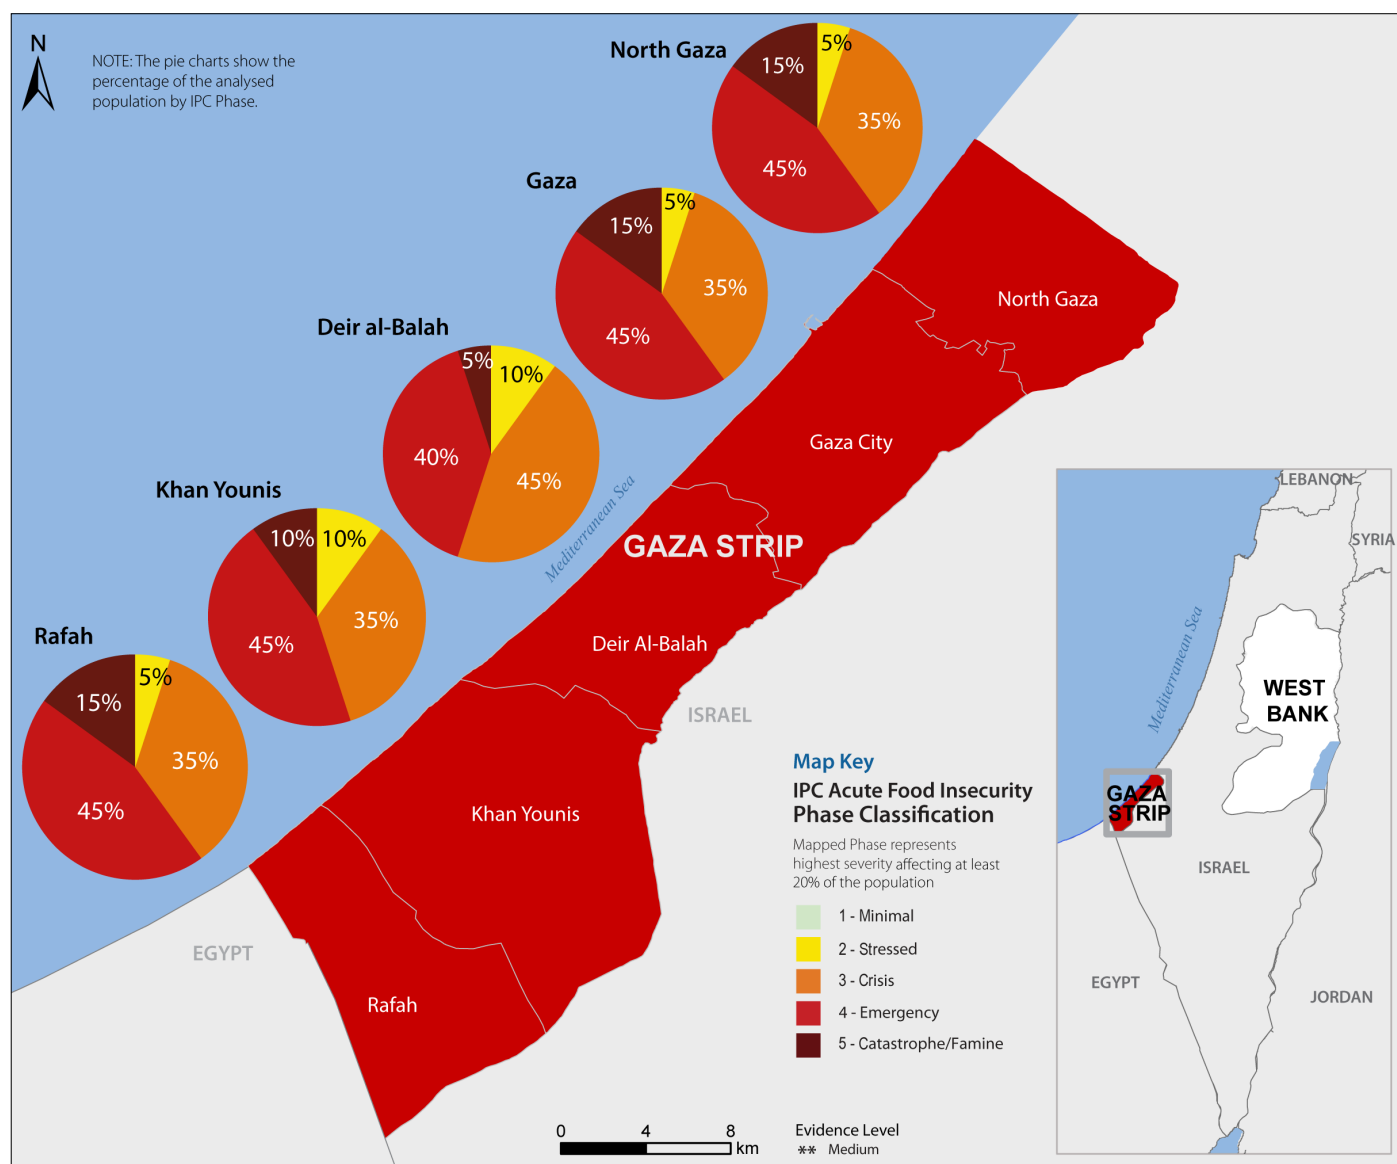 N
NOTE: The pie charts show the
percentage of the analysed
population by IPC Phase.
North Gaza
5%
15%
35%
45%
Gaza
5%
15%
35%
45%
Deir al-Balah
5%
10%
40%
45%
Khan Younis
10%
10%
35%
45%
Rafah
5%
15%
35%
45%
North Gaza
Gaza City
Mediterranean Sea
GAZA STRIP
Deir Al-Balah
ISRAEL
Khan Younis
EGYPT
Rafah
Map Key
IPC Acute Food Insecurity
Phase Classification
Mapped Phase represents
highest severity affecting at least
20% of the population
1 - Minimal
2 - Stressed
3 - Crisis
4 - Emergency
5 - Catastrophe/Famine
0 4 8
km
Evidence Level
** Medium
LEBANON
SYRIA
Mediterranean Sea
WEST
BANK
GAZA
STRIP
ISRAEL
EGYPT
JORDAN